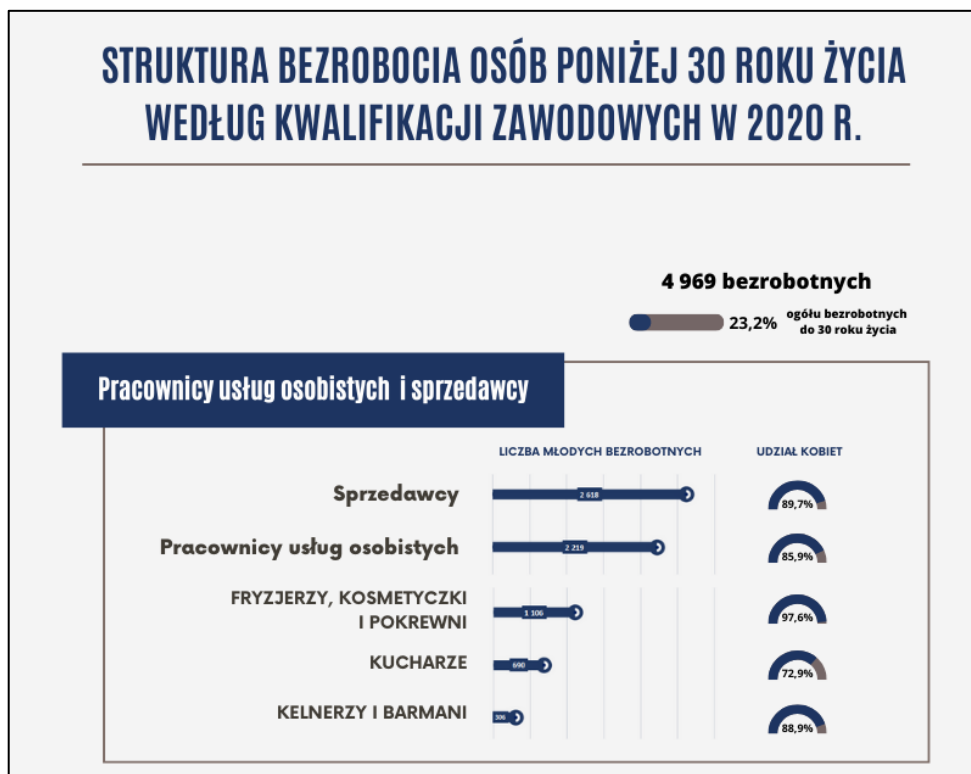 STRUKTURA BEZROBOCIA OSÓB PONIŻEJ 30 ROKU ŻYCIA
WEDŁUG KWALIFIKACJI ZAWODOWYCH W 2020 R.
4 969 bezrobotnych
23,2% ogółu bezrobotnych
do 30 roku życia
Pracownicy usług osobistych i sprzedawcy
LICZBA MŁODYCH BEZROBOTNYCH UDZIAŁ KOBIET
Sprzedawcy 2 618 89,7%
Pracownicy usług osobistych 2 219 85,9%
FRYZJERZY, KOSMETYCZKI
I POKREWNI 1 106 97,6%
KUCHARZE 690 72,9%
KELNERZY I BARMANI 306 88,9%